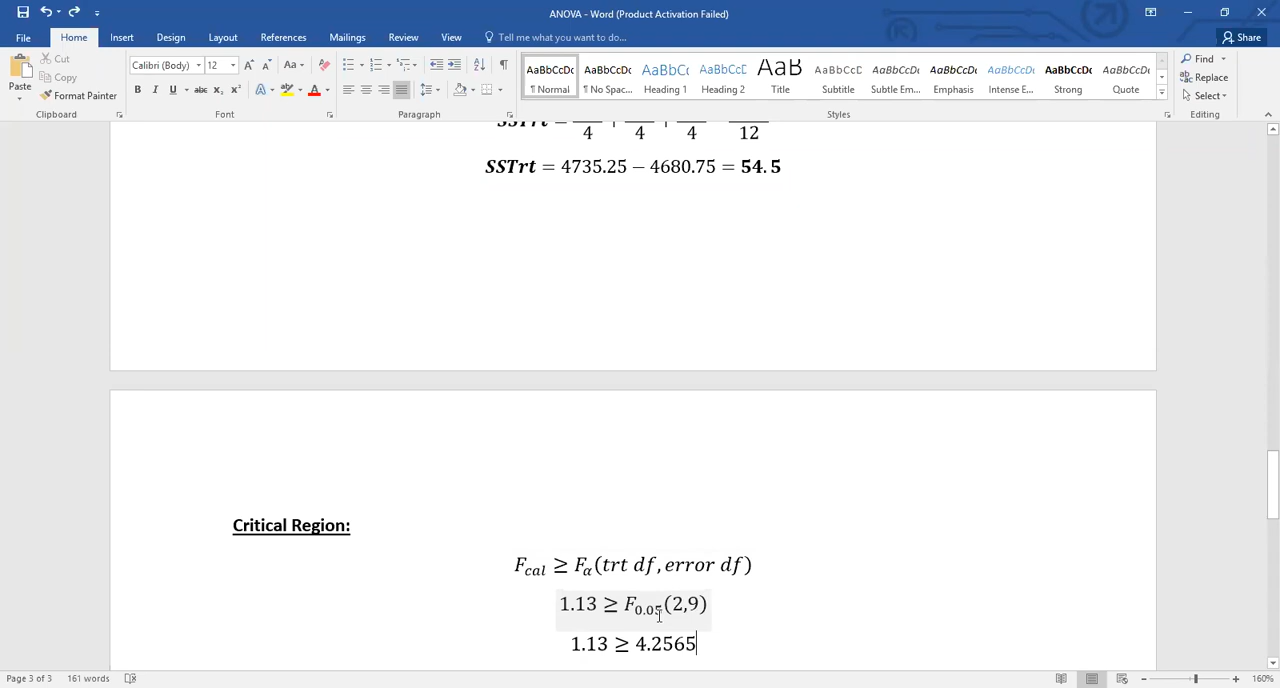 ANOVA - Word (Product Activation Failed)
File Home Insert Design Layout References Mailings Review View Tell me what you want to do... Share
Paste Cut Copy Format Painter
Calibri (Body) 12
AaBbCcDc AaBbCcDc AaBbCc AaBbCcE AaB AaBbCcD AaBbCcDc AaBbCcDc AaBbCcDc AaBbCcDc AaBbCcDc
¶ Normal ¶ No Spac... Heading 1 Heading 2 Title Subtitle Subtle Em... Emphasis Intense E... Strong Quote
Find Replace Select
Clipboard Font Paragraph Styles Editing
4 + 4 + 4 12
SSTrt = 4735.25 − 4680.75 = 54.5
Critical Region:
F_cal ≥ F_α(trt df, error df)
1.13 ≥ F_0.05(2,9)
1.13 ≥ 4.2565
Page 3 of 3 161 words 160%